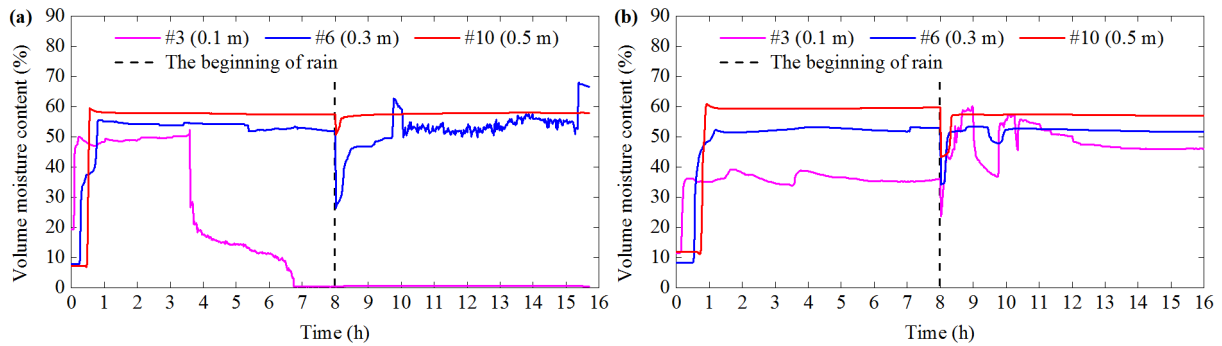 (a)
Volume moisture content (%)
90
80
70
60
50
40
30
20
10
0
#3 (0.1 m) #6 (0.3 m) #10 (0.5 m)
The beginning of rain
0 1 2 3 4 5 6 7 8 9 10 11 12 13 14 15 16
Time (h)
(b)
Volume moisture content (%)
90
80
70
60
50
40
30
20
10
0
#3 (0.1 m) #6 (0.3 m) #10 (0.5 m)
The beginning of rain
0 1 2 3 4 5 6 7 8 9 10 11 12 13 14 15 16
Time (h)